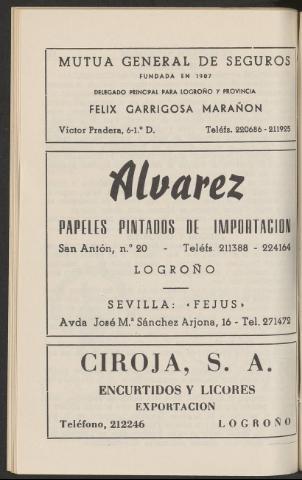 MUTUA GENERAL DE SEGUROS
FUNDADA EN 1907
DELEGADO PRINCIPAL PARA LOGROÑO Y PROVINCIA
FELIX GARRIGOSA MARAÑON
Víctor Pradera, 6-1.° D. Teléfs. 220686 - 211925
Alvarez
PAPELES PINTADOS DE IMPORTACION
San Antón, n.° 20 - Teléfs. 211388 - 224164
LOGROÑO
SEVILLA: «FEJUS»
Avda José M.ª Sánchez Arjona, 16 - Tel. 271472
CIROJA, S. A.
ENCURTIDOS Y LICORES
EXPORTACION
Teléfono, 212246 LOGROÑO